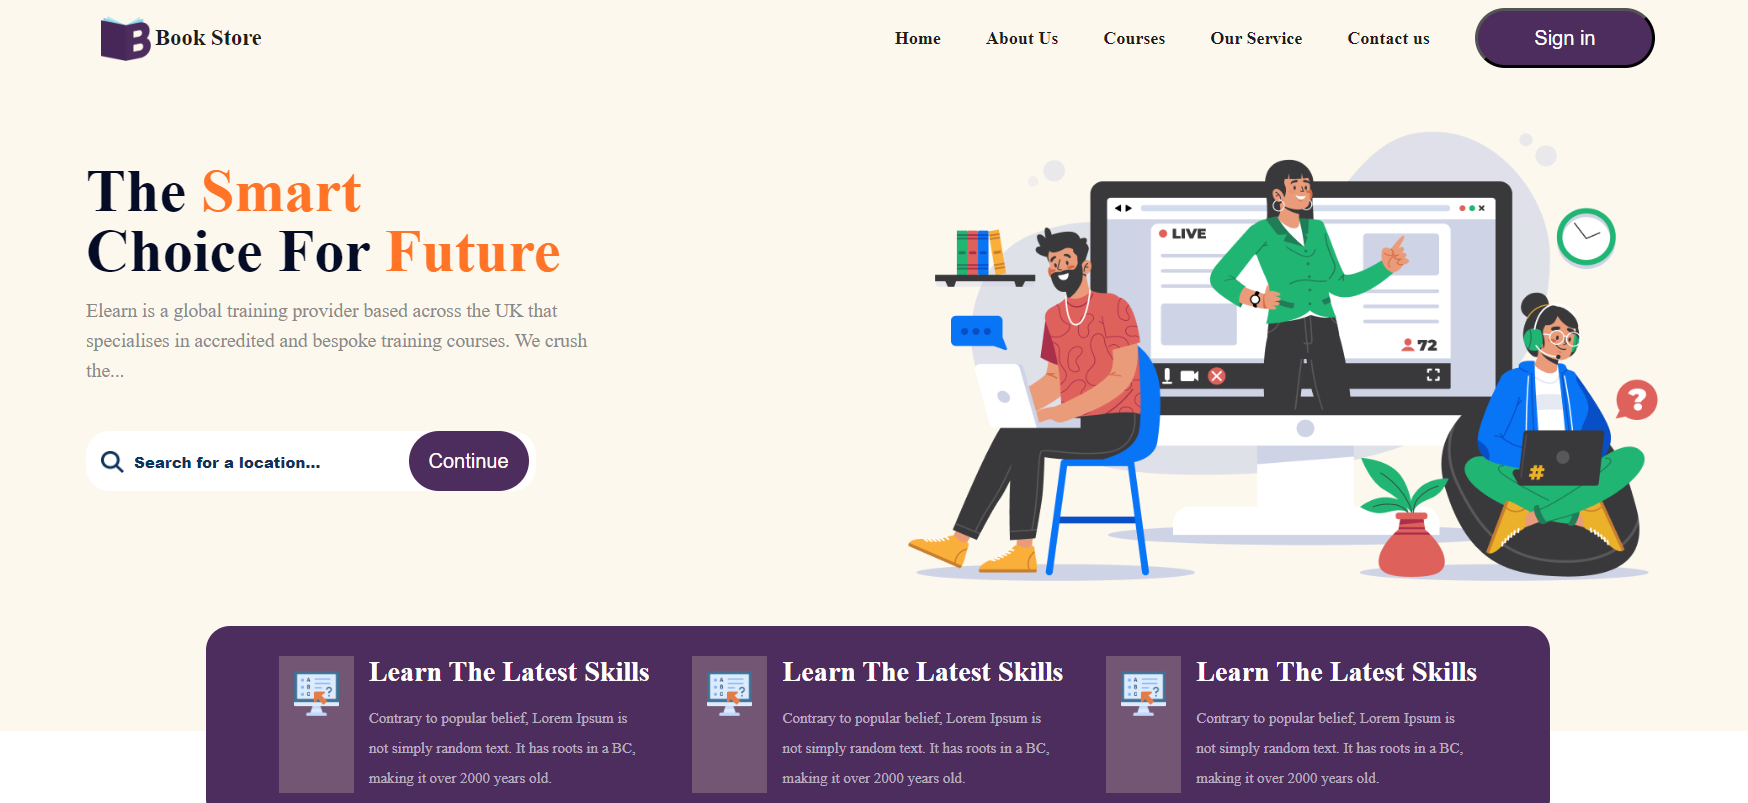 Book Store
Home About Us Courses Our Service Contact us Sign in
The Smart
Choice For Future
Elearn is a global training provider based across the UK that
specialises in accredited and bespoke training courses. We crush
the...
Search for a location...
Continue
LIVE
72
?
#
Learn The Latest Skills
Contrary to popular belief, Lorem Ipsum is
not simply random text. It has roots in a BC,
making it over 2000 years old.
Learn The Latest Skills
Contrary to popular belief, Lorem Ipsum is
not simply random text. It has roots in a BC,
making it over 2000 years old.
Learn The Latest Skills
Contrary to popular belief, Lorem Ipsum is
not simply random text. It has roots in a BC,
making it over 2000 years old.